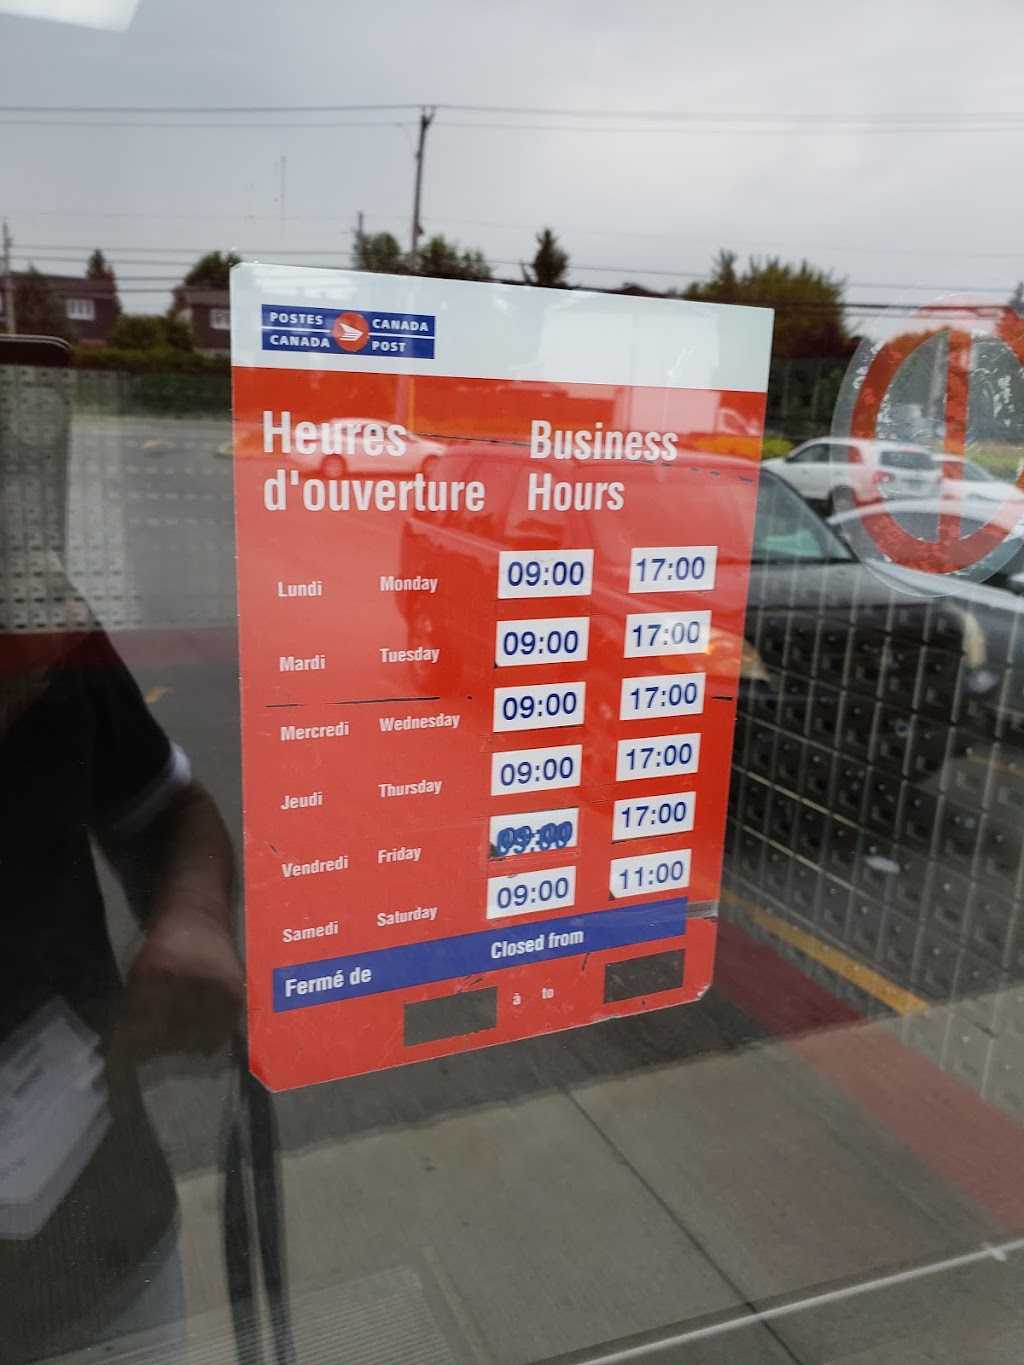 POSTES CANADA
CANADA POST
Heures d'ouverture
Business Hours
Lundi Monday 09:00 17:00
Mardi Tuesday 09:00 17:00
Mercredi Wednesday 09:00 17:00
Jeudi Thursday 09:00 17:00
Vendredi Friday 09:00 17:00
Samedi Saturday 09:00 11:00
Fermé de Closed from
à to